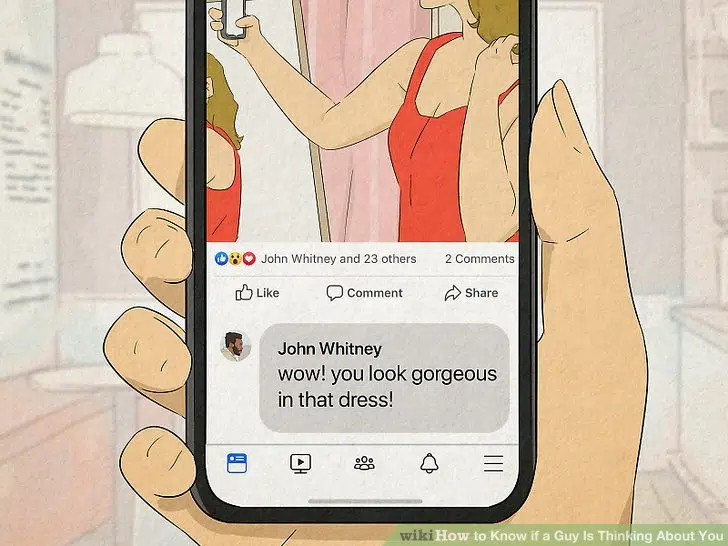 John Whitney and 23 others 2 Comments
Like Comment Share
John Whitney
wow! you look gorgeous
in that dress!
wikiHow to Know if a Guy Is Thinking About You